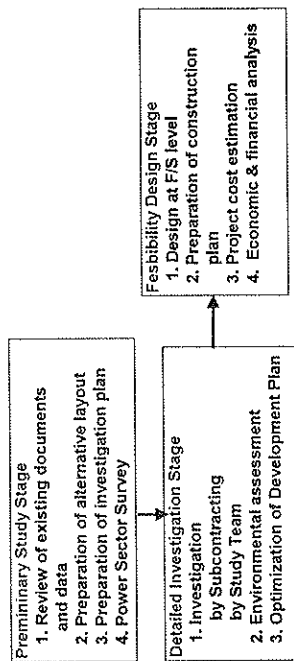 Premininary Study Stage
1. Review of existing documents
and data
2. Preparation of alternative layout
3. Preparation of investigation plan
4. Power Sector Survey
Detailed Investigation Stage
1. Investigation
by Subcontracting
by Study Team
2. Environmental assessment
3. Optimization of Development Plan
Fesbibility Design Stage
1. Design at F/S level
2. Preparation of construction
plan
3. Project cost estimation
4. Economic & financial analysis